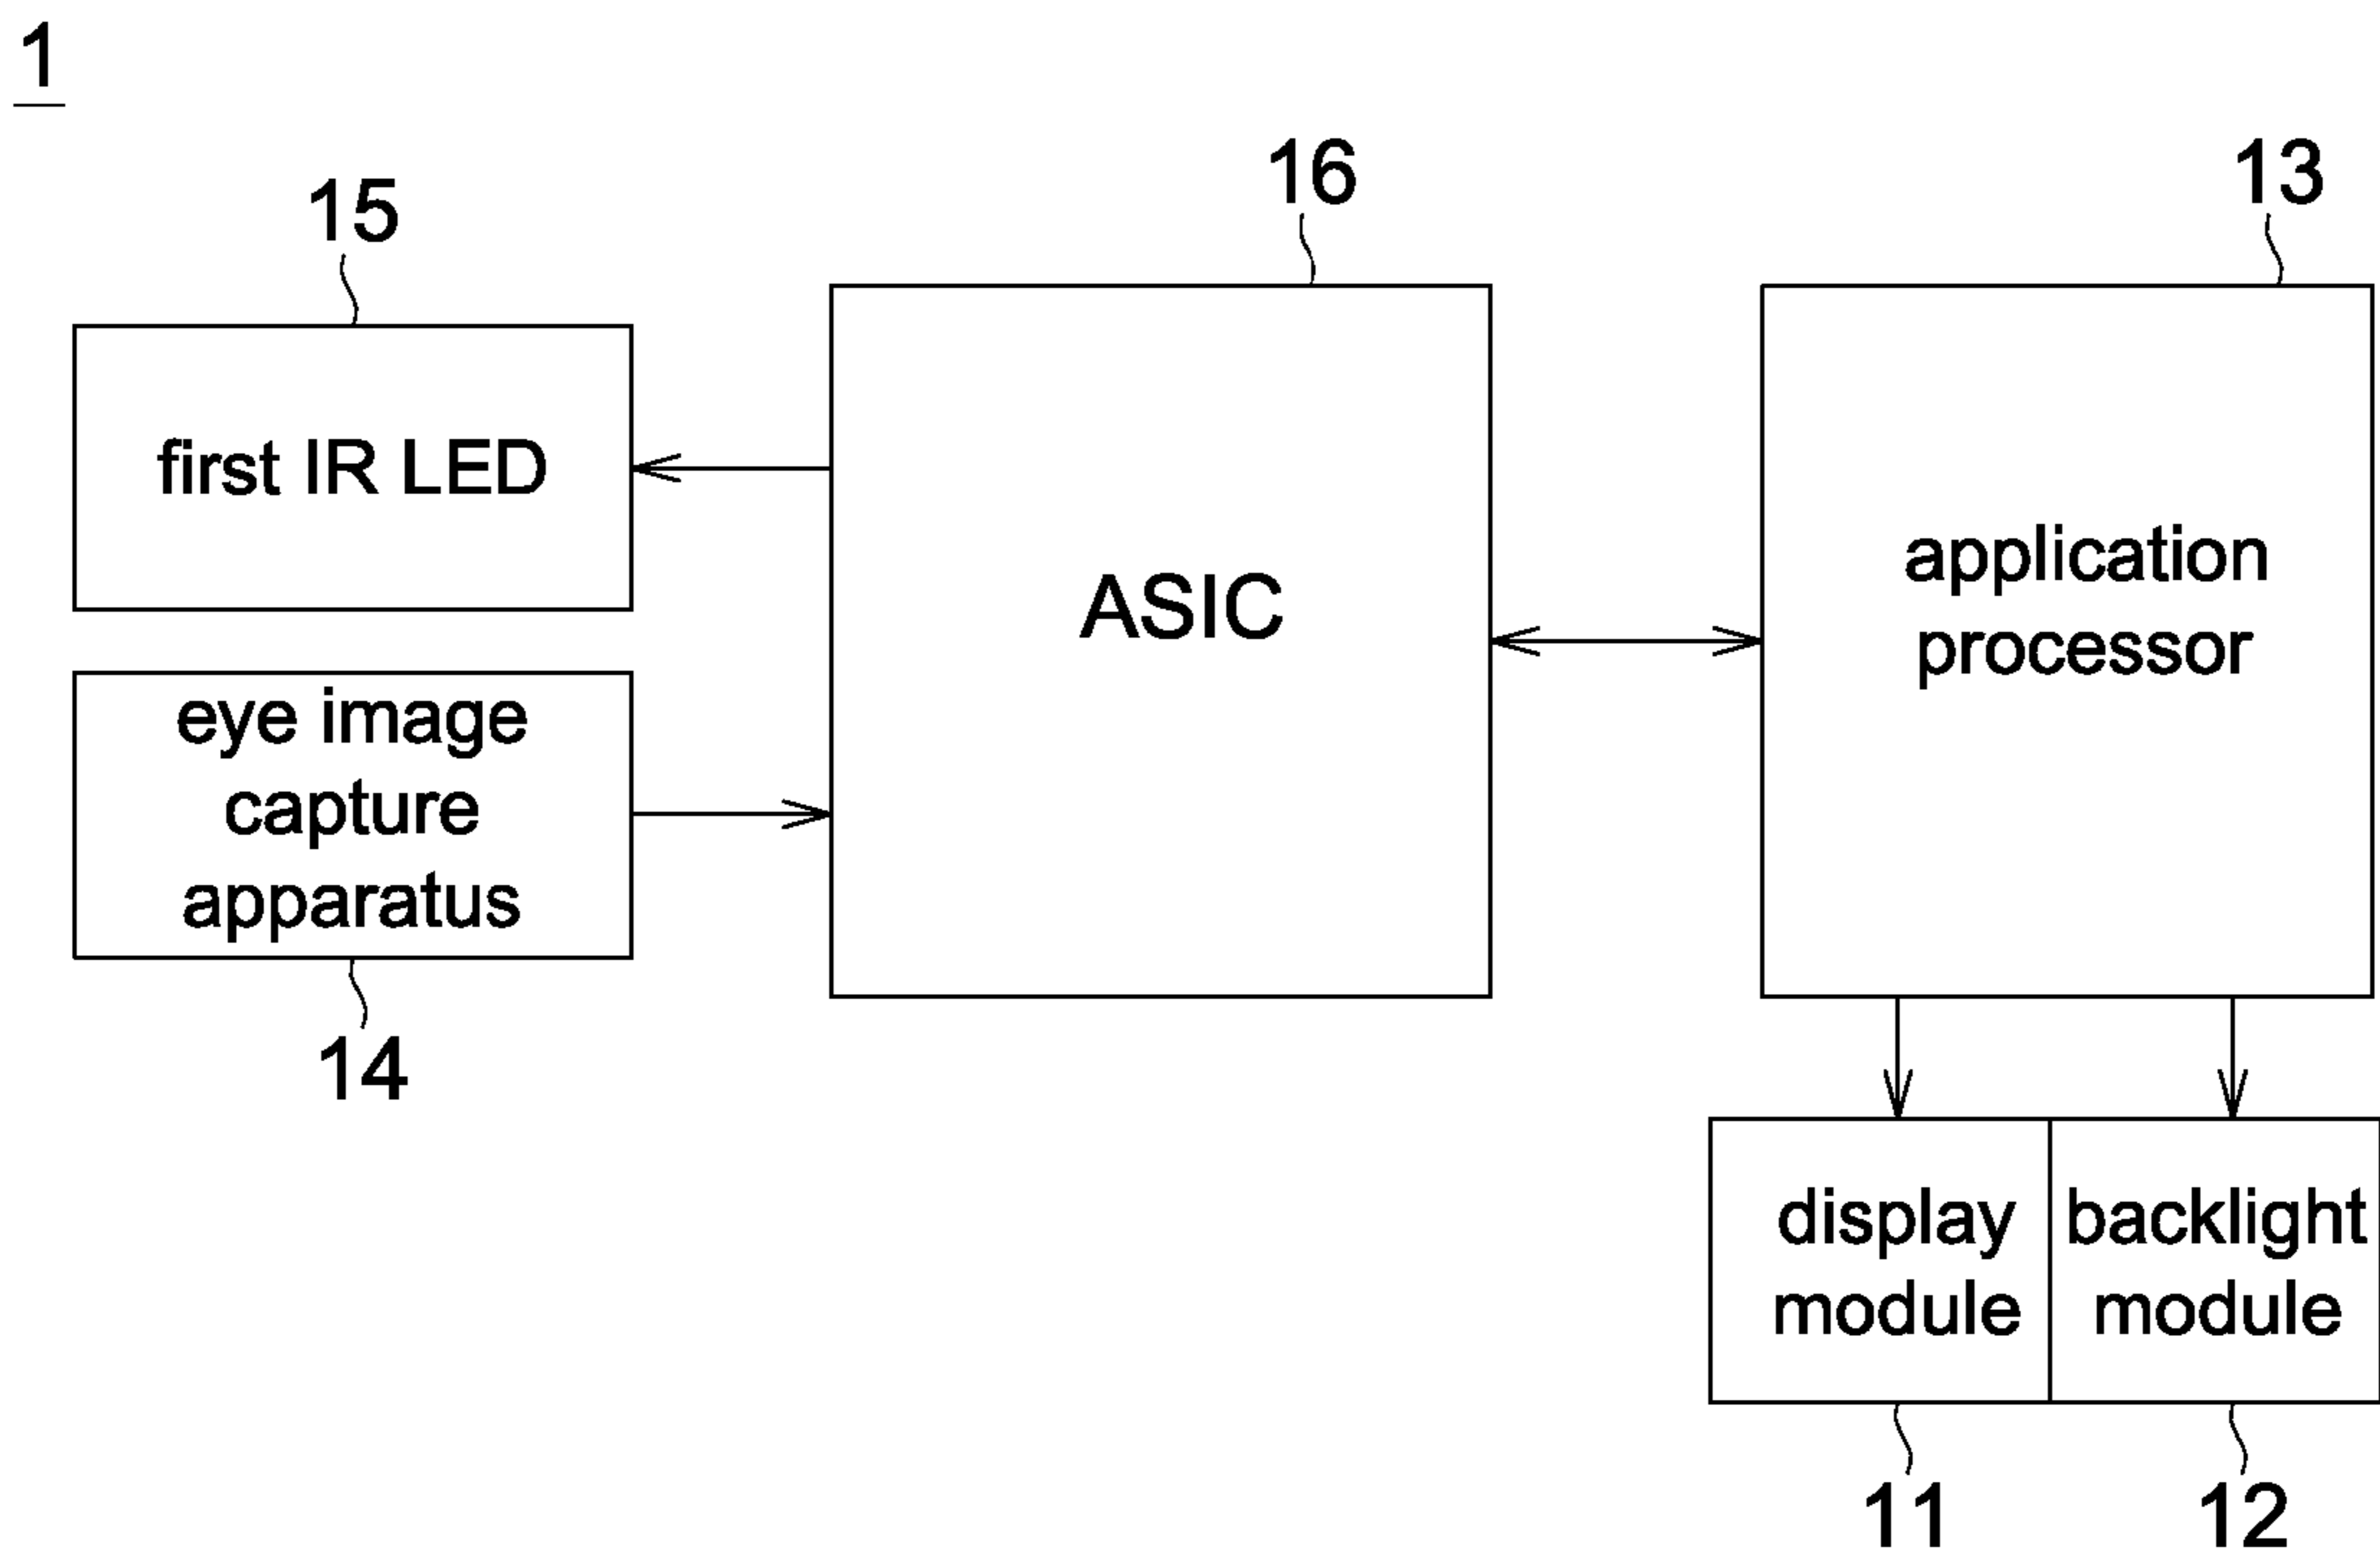 1
15
16
13
first IR LED
ASIC
application
processor
eye image
capture
apparatus
14
display
module
backlight
module
11
12